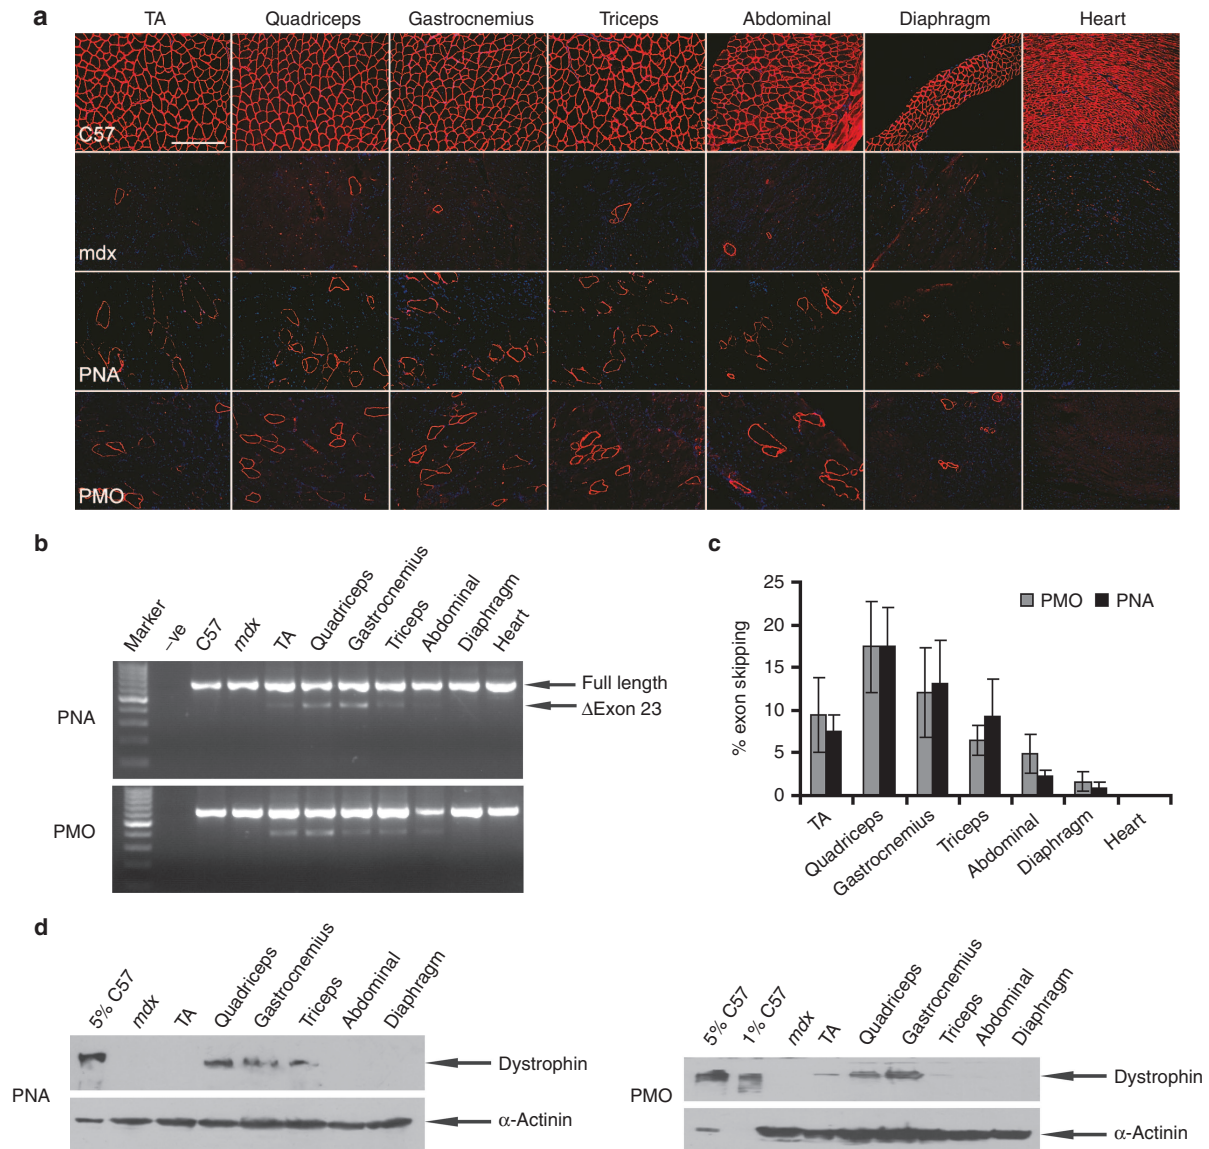 a
TA Quadriceps Gastrocnemius Triceps Abdominal Diaphragm Heart
C57
mdx
PNA
PMO
b
Marker –ve C57 mdx TA Quadriceps Gastrocnemius Triceps Abdominal Diaphragm Heart
PNA
Full length
ΔExon 23
PMO
c
% exon skipping
25
20
15
10
5
0
PMO PNA
TA Quadriceps Gastrocnemius Triceps Abdominal Diaphragm Heart
d
5% C57 mdx TA Quadriceps Gastrocnemius Triceps Abdominal Diaphragm
PNA
Dystrophin
α-Actinin
5% C57 1% C57 mdx TA Quadriceps Gastrocnemius Triceps Abdominal Diaphragm
PMO
Dystrophin
α-Actinin